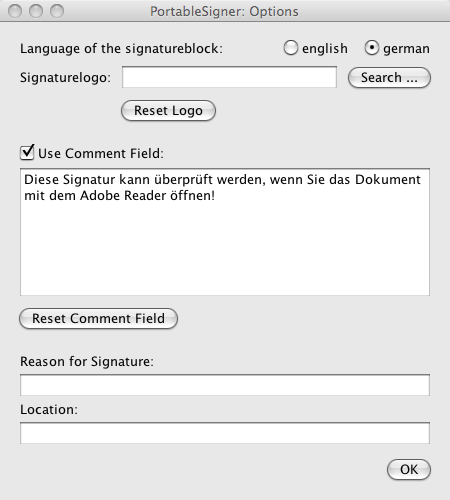 PortableSigner: Options
Language of the signatureblock: english german
Signaturelogo: Search ...
Reset Logo
Use Comment Field:
Diese Signatur kann überprüft werden, wenn Sie das Dokument
mit dem Adobe Reader öffnen!
Reset Comment Field
Reason for Signature:
Location:
OK